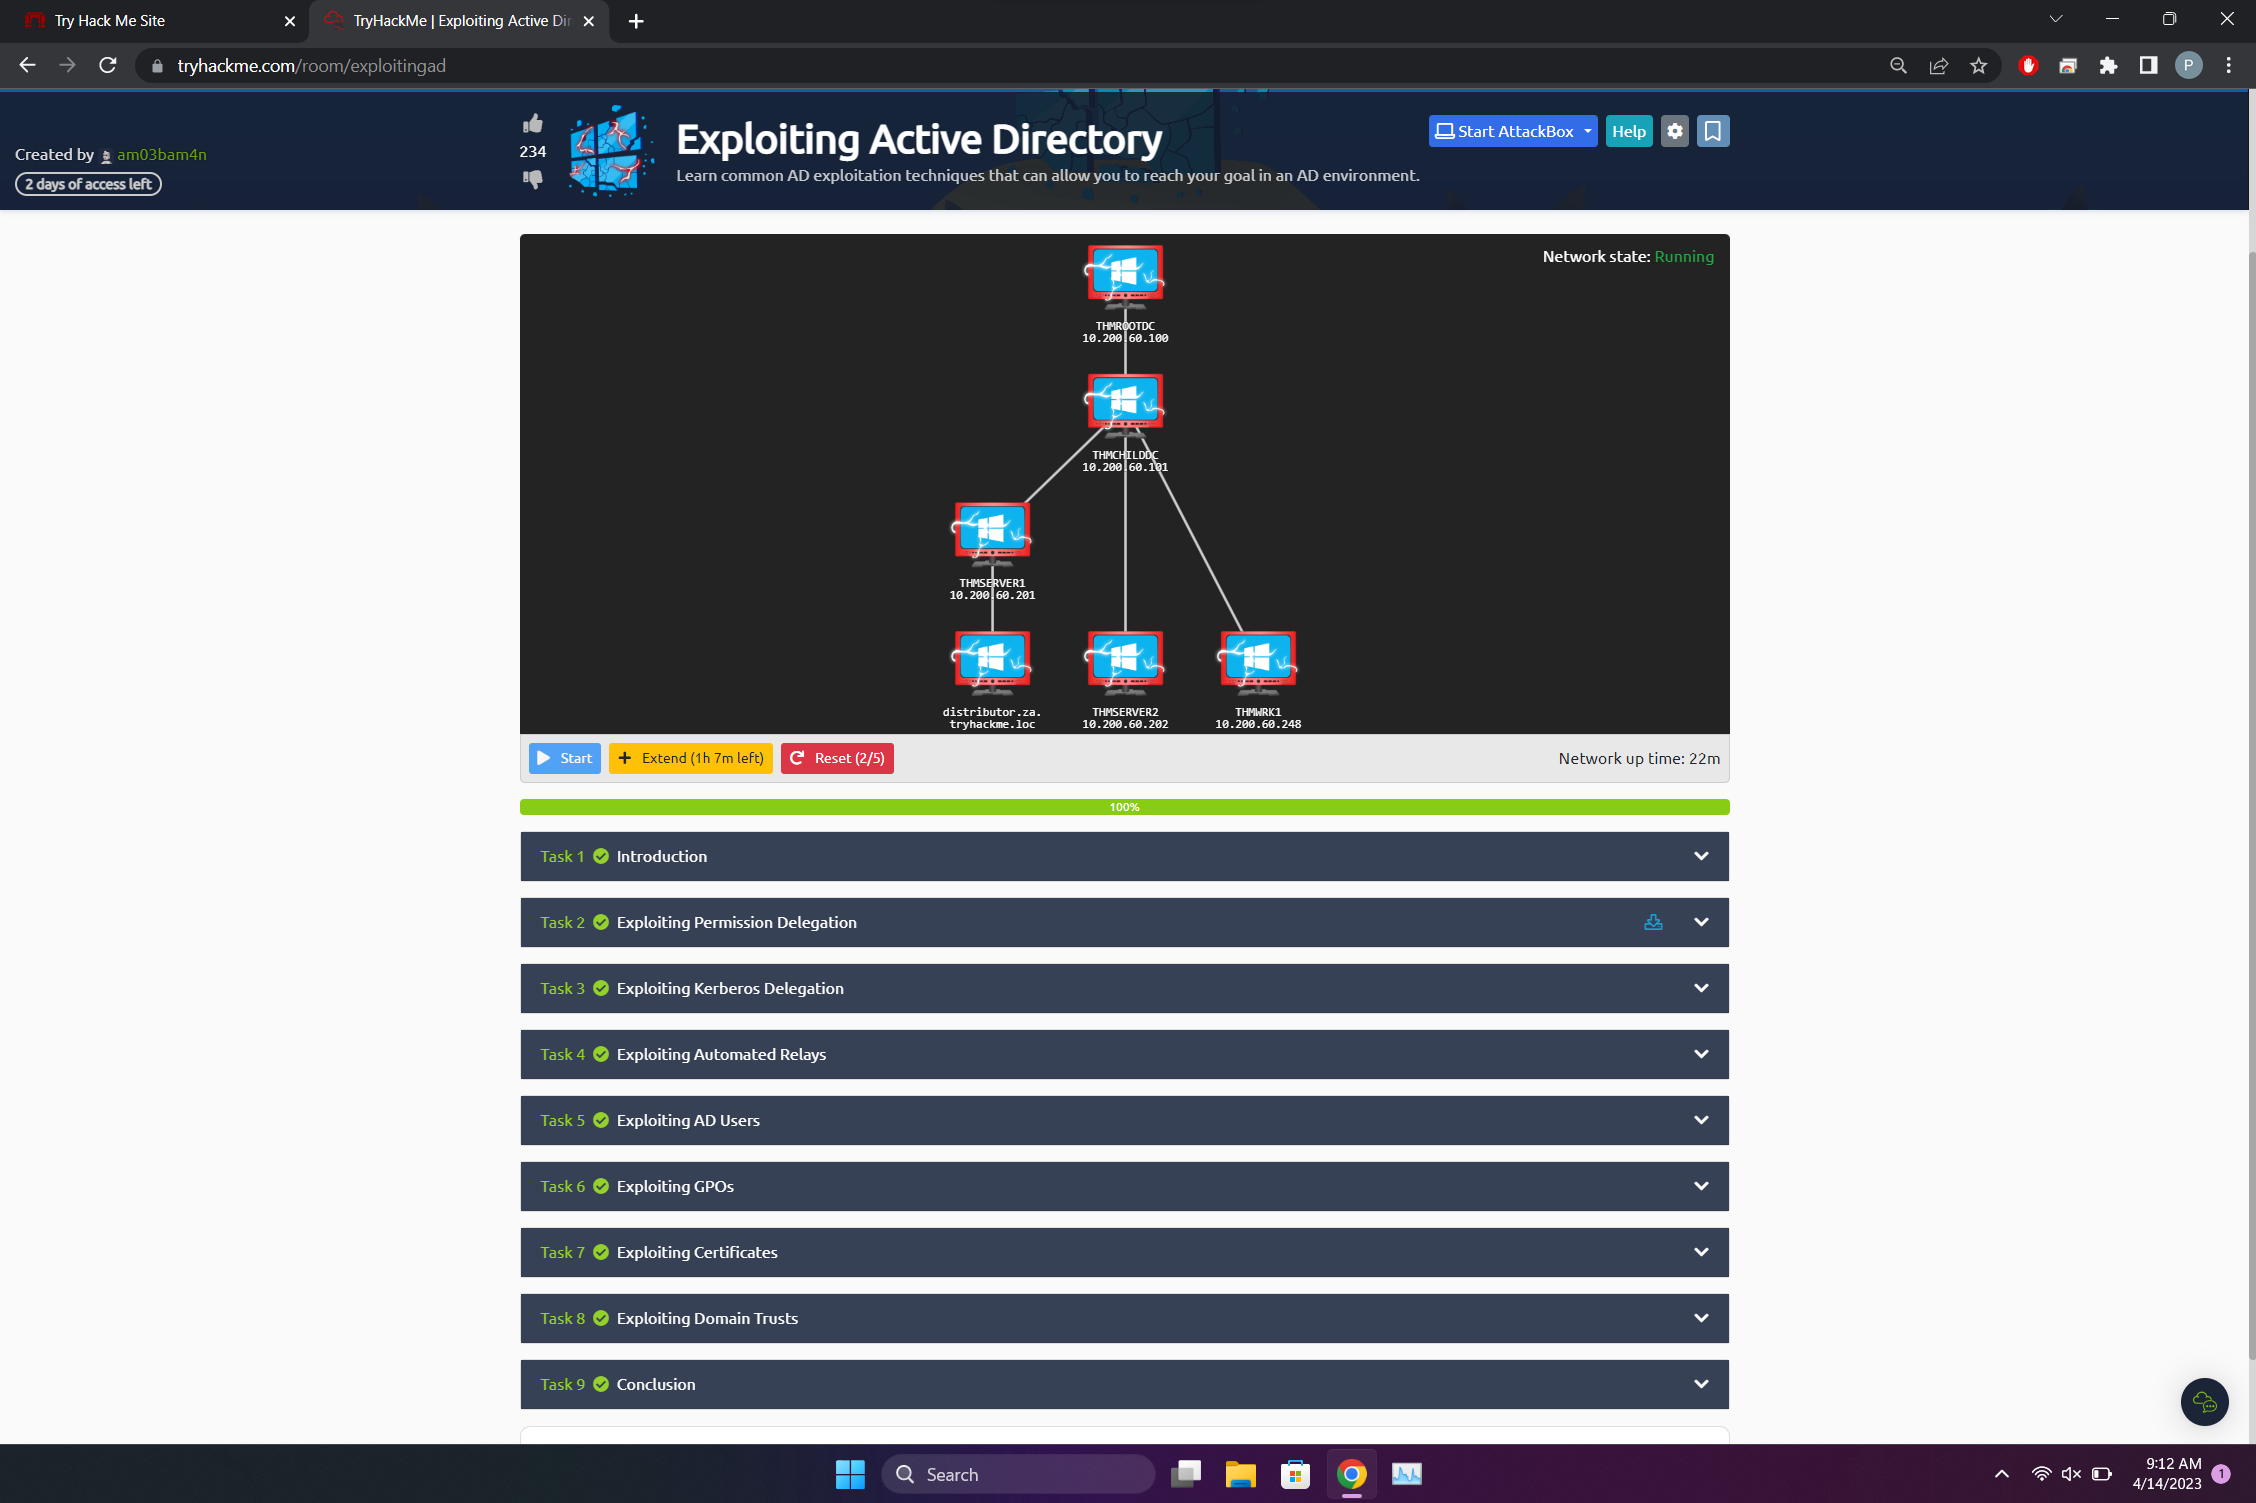 Try Hack Me Site
TryHackMe | Exploiting Active Dir
tryhackme.com/room/exploitingad
P
Created by am03bam4n
2 days of access left
234
Exploiting Active Directory
Learn common AD exploitation techniques that can allow you to reach your goal in an AD environment.
Start AttackBox
Help
Network state: Running
THMROOTDC
10.200.60.100
THMCHILDDC
10.200.60.101
THMSERVER1
10.200.60.201
distributor.za.
tryhackme.loc
THMSERVER2
10.200.60.202
THMWRK1
10.200.60.248
Start
Extend (1h 7m left)
Reset (2/5)
Network up time: 22m
100%
Task 1 Introduction
Task 2 Exploiting Permission Delegation
Task 3 Exploiting Kerberos Delegation
Task 4 Exploiting Automated Relays
Task 5 Exploiting AD Users
Task 6 Exploiting GPOs
Task 7 Exploiting Certificates
Task 8 Exploiting Domain Trusts
Task 9 Conclusion
Search
9:12 AM
4/14/2023
1